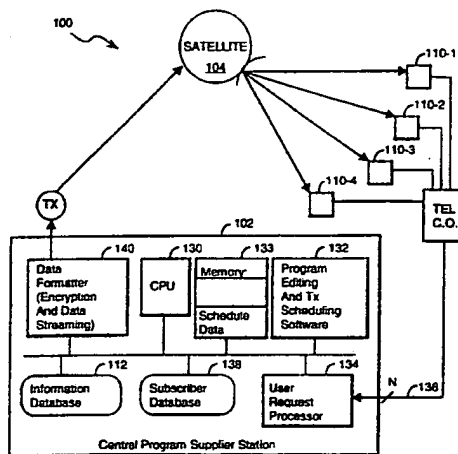 100
SATELLITE
104
110-1
110-2
110-3
110-4
TX
TEL
C.O.
102
140
130
133
132
Data
Formatter
(Encryption
And Data
Streaming)
CPU
Memory
Schedule
Data
Program
Editing
And Tx
Scheduling
Software
112
138
134
N
136
Information
Database
Subscriber
Database
User
Request
Processor
Central Program Supplier Station